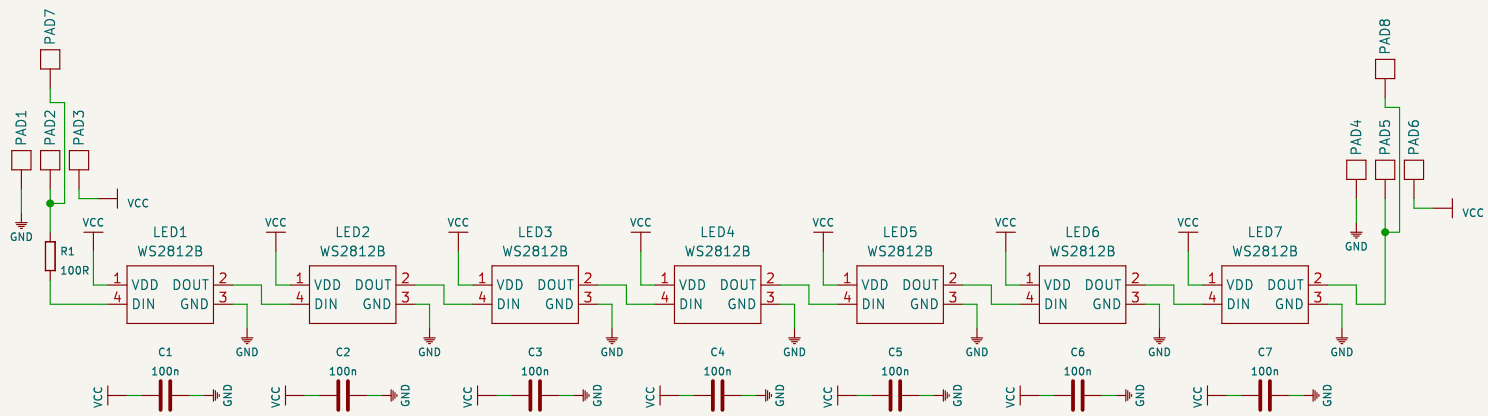 PAD7
PAD8
PAD1
PAD2
PAD3
PAD4
PAD5
PAD6
VCC
VCC
GND
GND
R1
100R
VCC
VCC
VCC
VCC
VCC
VCC
VCC
LED1
WS2812B
1 VDD DOUT 2
4 DIN GND 3
GND
LED2
WS2812B
1 VDD DOUT 2
4 DIN GND 3
GND
LED3
WS2812B
1 VDD DOUT 2
4 DIN GND 3
GND
LED4
WS2812B
1 VDD DOUT 2
4 DIN GND 3
GND
LED5
WS2812B
1 VDD DOUT 2
4 DIN GND 3
GND
LED6
WS2812B
1 VDD DOUT 2
4 DIN GND 3
GND
LED7
WS2812B
1 VDD DOUT 2
4 DIN GND 3
GND
C1
100n
VCC GND
C2
100n
VCC GND
C3
100n
VCC GND
C4
100n
VCC GND
C5
100n
VCC GND
C6
100n
VCC GND
C7
100n
VCC GND